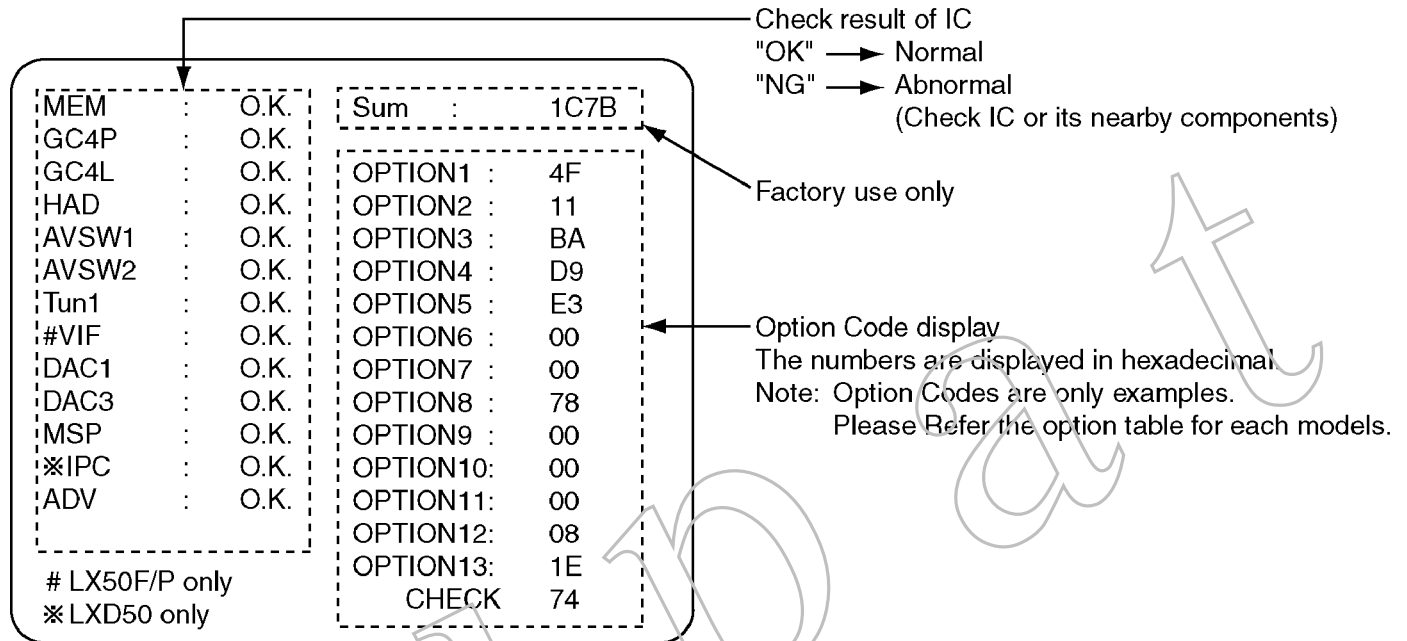 Check result of IC
"OK" → Normal
"NG" → Abnormal
(Check IC or its nearby components)
MEM : O.K.
GC4P : O.K.
GC4L : O.K.
HAD : O.K.
AVSW1 : O.K.
AVSW2 : O.K.
Tun1 : O.K.
#VIF : O.K.
DAC1 : O.K.
DAC3 : O.K.
MSP : O.K.
※IPC : O.K.
ADV : O.K.
# LX50F/P only
※LXD50 only
Sum : 1C7B
OPTION1 : 4F
OPTION2 : 11
OPTION3 : BA
OPTION4 : D9
OPTION5 : E3
OPTION6 : 00
OPTION7 : 00
OPTION8 : 78
OPTION9 : 00
OPTION10: 00
OPTION11: 00
OPTION12: 08
OPTION13: 1E
CHECK 74
Factory use only
Option Code display
The numbers are displayed in hexadecimal.
Note: Option Codes are only examples.
Please Refer the option table for each models.